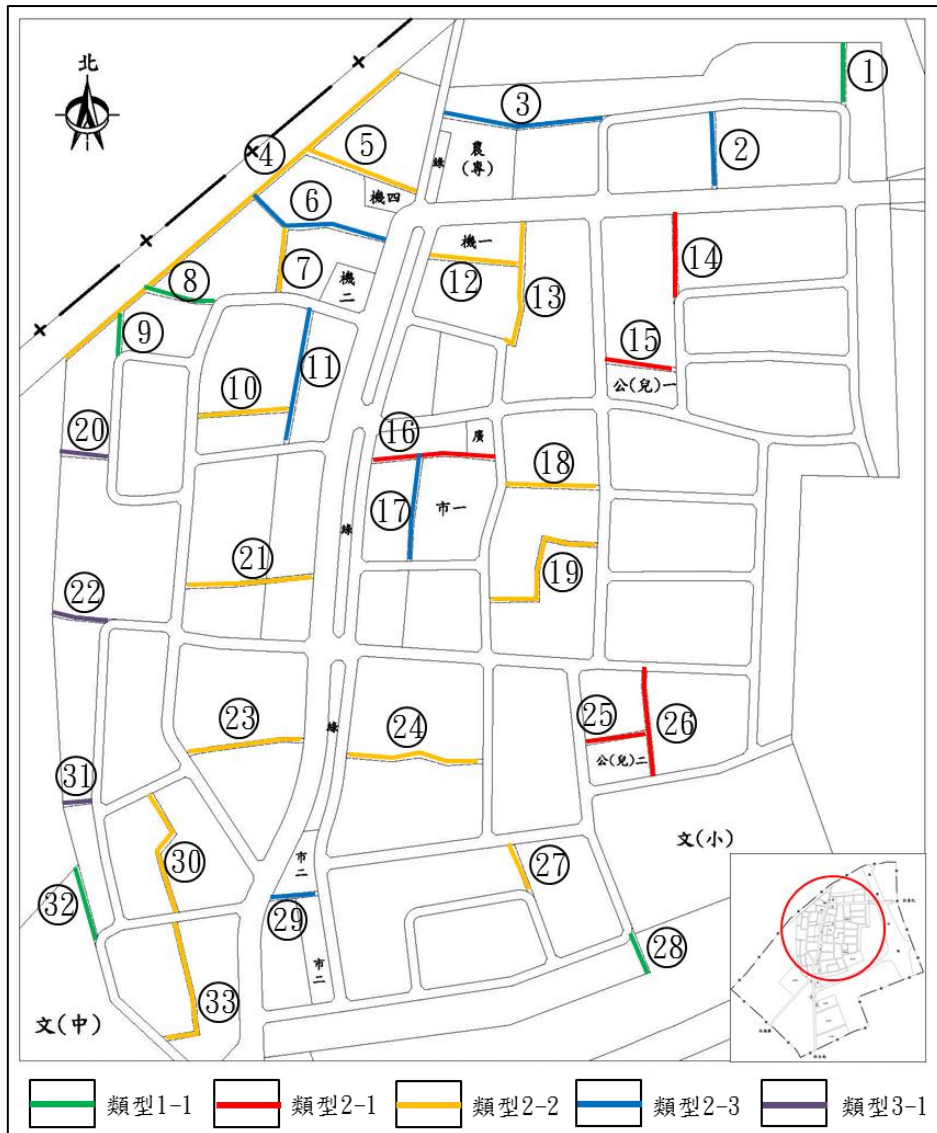 北
①
③
②
④
⑤
綠
農
(專)
機四
⑥
機一
⑭
⑦
⑫
⑬
⑧
機
二
⑨
⑮
⑪
公(兒)一
⑩
⑳
⑯
廣
⑱
⑰
市一
綠
⑲
㉑
㉒
㉓
綠
㉔
㉕
㉖
公(兒)二
㉛
文(小)
㉚
市
二
㉗
㉜
㉙
㉘
市
二
㉝
文(中)
類型1-1
類型2-1
類型2-2
類型2-3
類型3-1